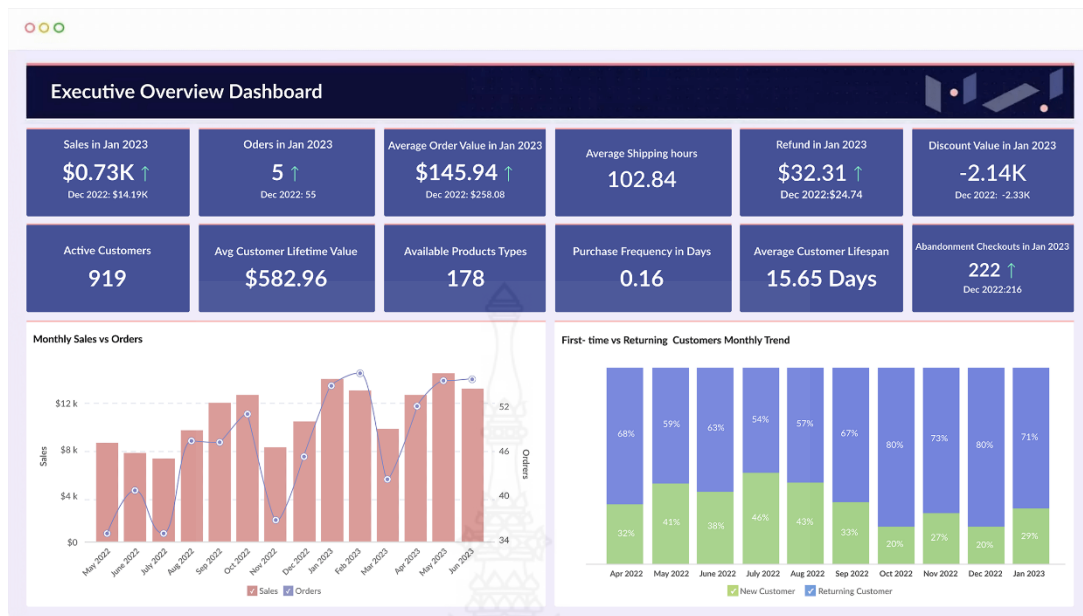 Executive Overview Dashboard
Sales in Jan 2023
$0.73K ↑
Dec 2022: $14.19K
Oders in Jan 2023
5 ↑
Dec 2022: 55
Average Order Value in Jan 2023
$145.94 ↑
Dec 2022: $258.08
Average Shipping hours
102.84
Refund in Jan 2023
$32.31 ↑
Dec 2022:$24.74
Discount Value in Jan 2023
-2.14K
Dec 2022: -2.33K
Active Customers
919
Avg Customer Lifetime Value
$582.96
Available Products Types
178
Purchase Frequency in Days
0.16
Average Customer Lifespan
15.65 Days
Abandonment Checkouts in Jan 2023
222 ↑
Dec 2022:216
Monthly Sales vs Orders
$12 k
$8 k
$4 k
$0
Sales
52
46
40
34
Ordrers
May 2022
June 2022
July 2022
Aug 2022
Sep 2022
Oct 2022
Nov 2022
Dec 2022
Jan 2023
Feb 2023
Mar 2023
Apr 2023
May 2023
Jun 2023
Sales
Orders
First- time vs Returning Customers Monthly Trend
68%
59%
63%
54%
57%
67%
80%
73%
80%
71%
32%
41%
38%
46%
43%
33%
20%
27%
20%
29%
Apr 2022
May 2022
June 2022
July 2022
Aug 2022
Sep 2022
Oct 2022
Nov 2022
Dec 2022
Jan 2023
New Customer
Returning Customer